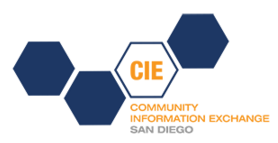 CIE
COMMUNITY
INFORMATION EXCHANGE
SAN DIEGO